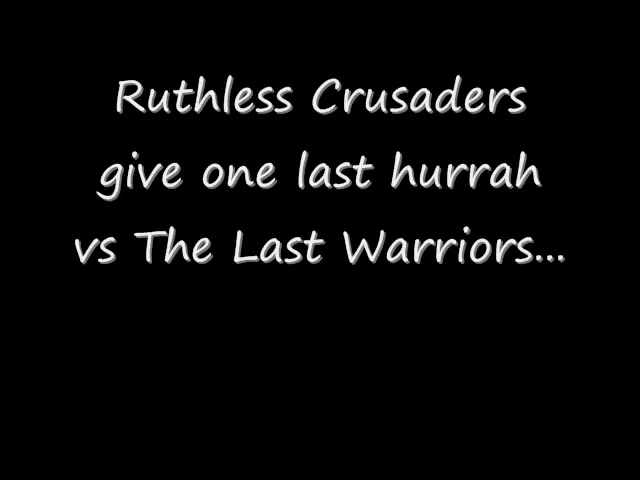 Ruthless Crusaders
give one last hurrah
vs The Last Warriors...